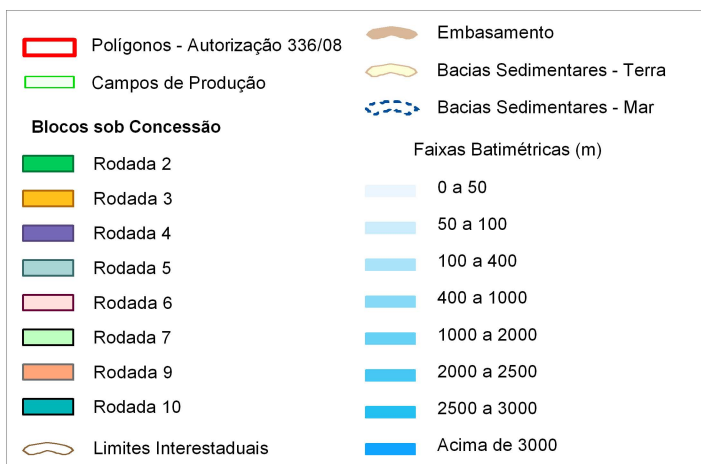 Polígonos - Autorização 336/08
Campos de Produção
Blocos sob Concessão
Rodada 2
Rodada 3
Rodada 4
Rodada 5
Rodada 6
Rodada 7
Rodada 9
Rodada 10
Limites Interestaduais
Embasamento
Bacias Sedimentares - Terra
Bacias Sedimentares - Mar
Faixas Batimétricas (m)
0 a 50
50 a 100
100 a 400
400 a 1000
1000 a 2000
2000 a 2500
2500 a 3000
Acima de 3000